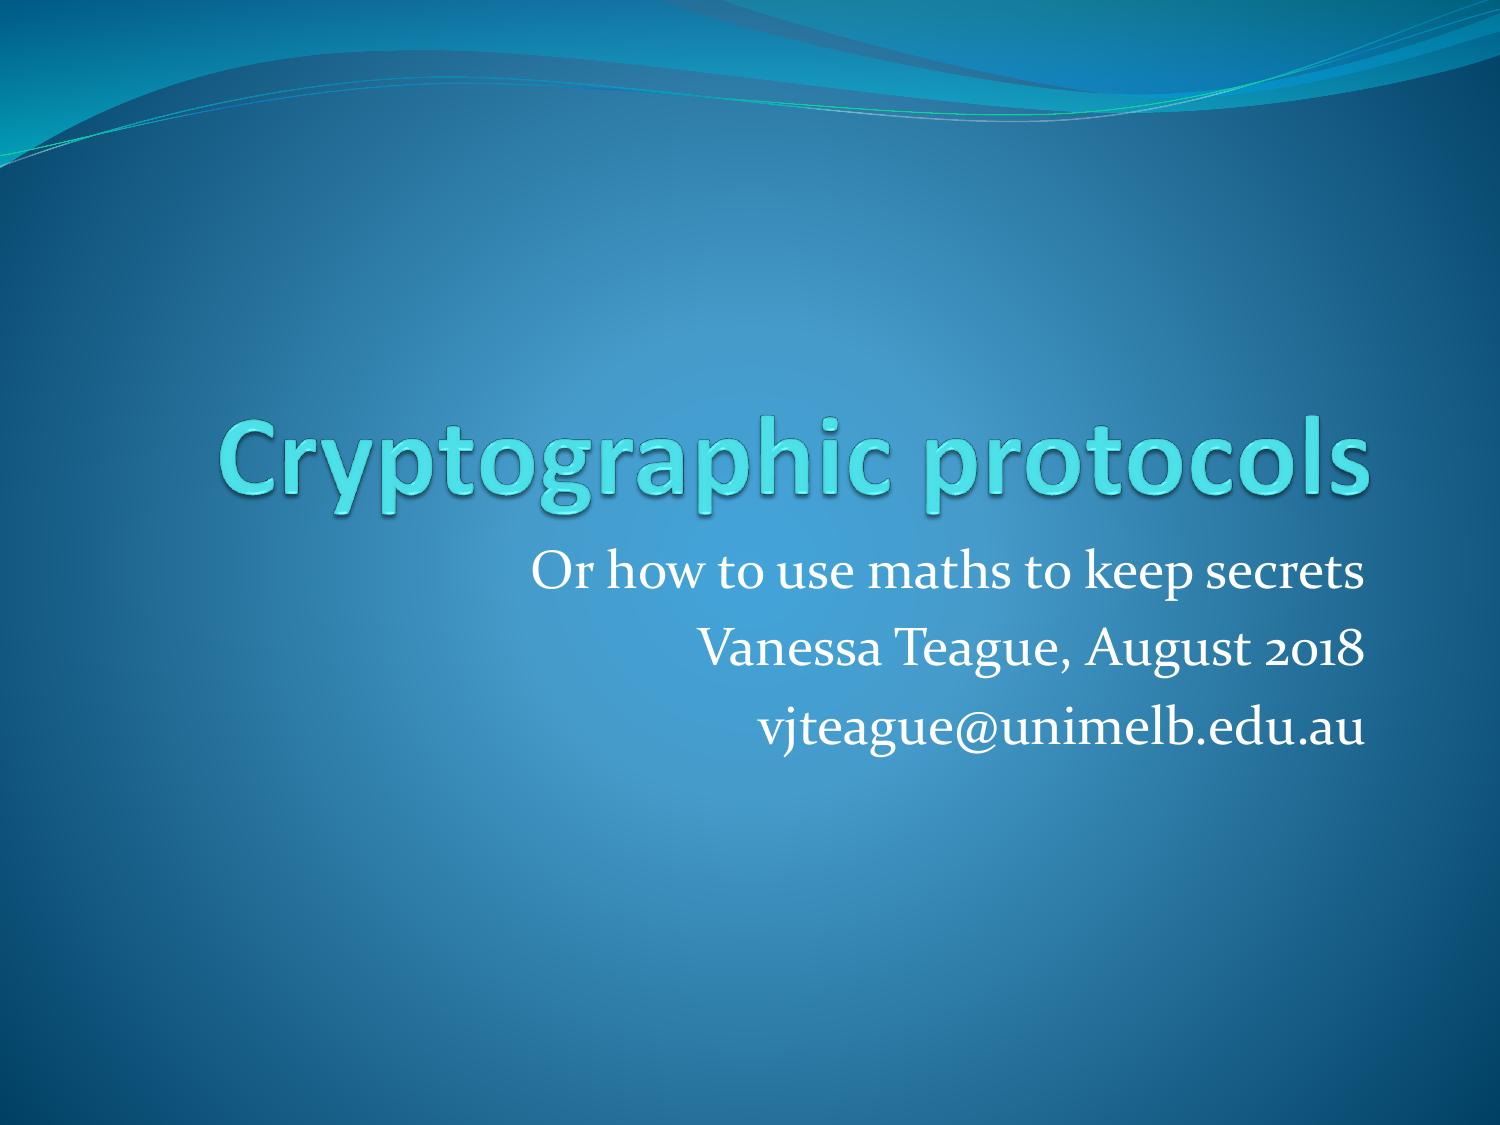 Cryptographic protocols
Or how to use maths to keep secrets
Vanessa Teague, August 2018
vjteague@unimelb.edu.au